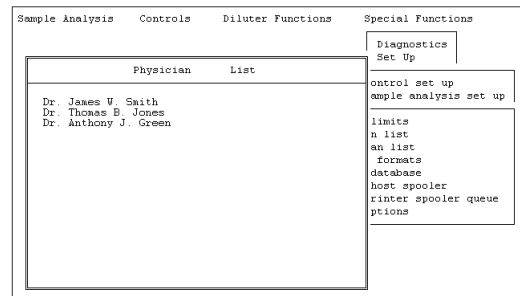 Sample Analysis Controls Diluter Functions Special Functions
Diagnostics
Set Up
Physician List
ontrol set up
ample analysis set up
Dr. James W. Smith
Dr. Thomas B. Jones
Dr. Anthony J. Green
limits
n list
an list
formats
database
host spooler
rinter spooler queue
ptions